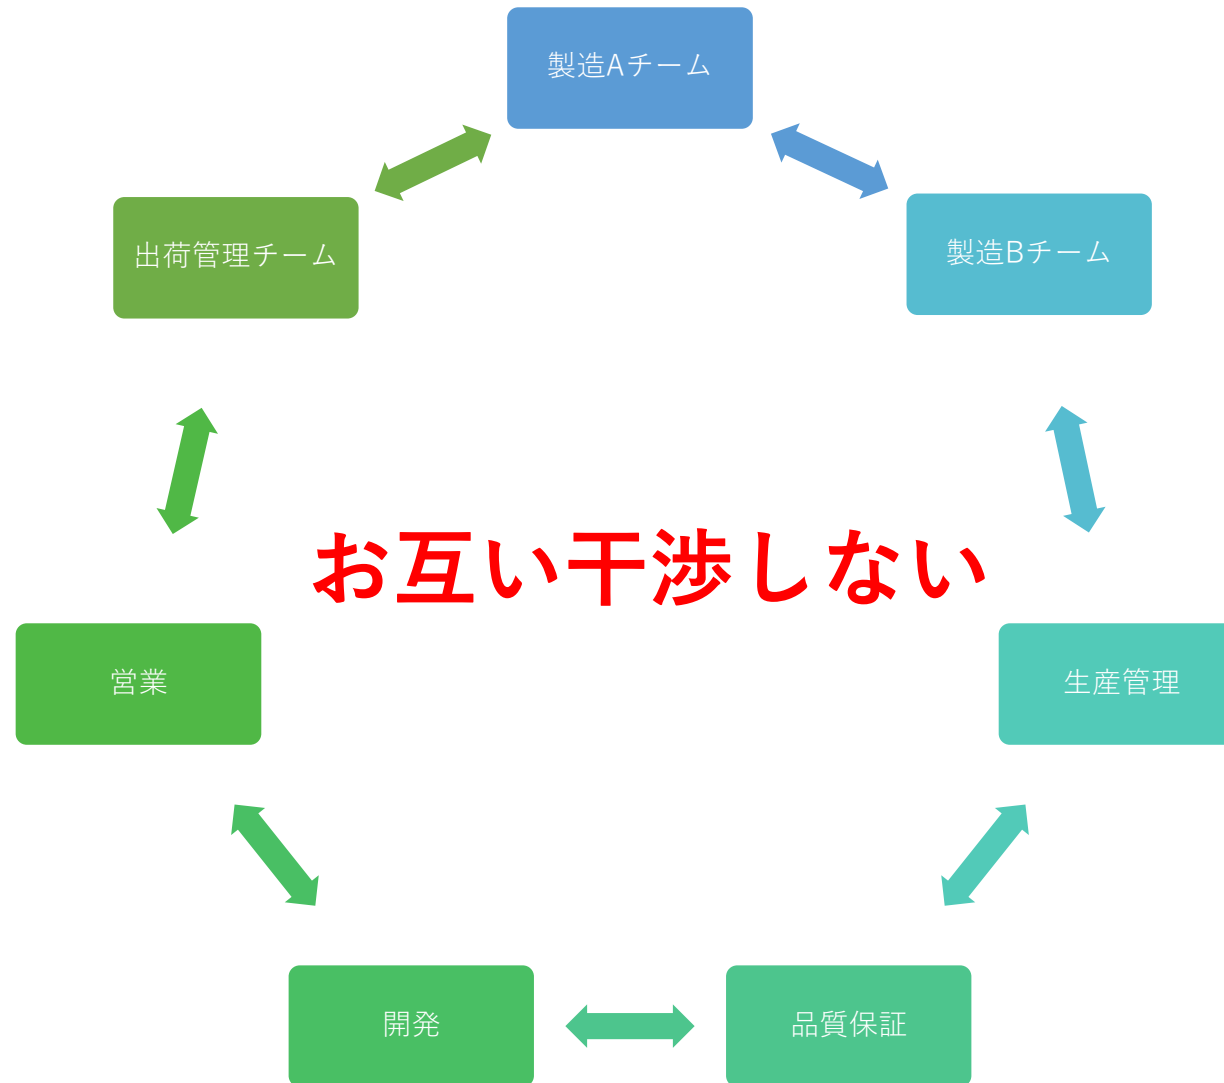 製造Aチーム
出荷管理チーム
製造Bチーム
お互い干渉しない
営業
生産管理
開発
品質保証